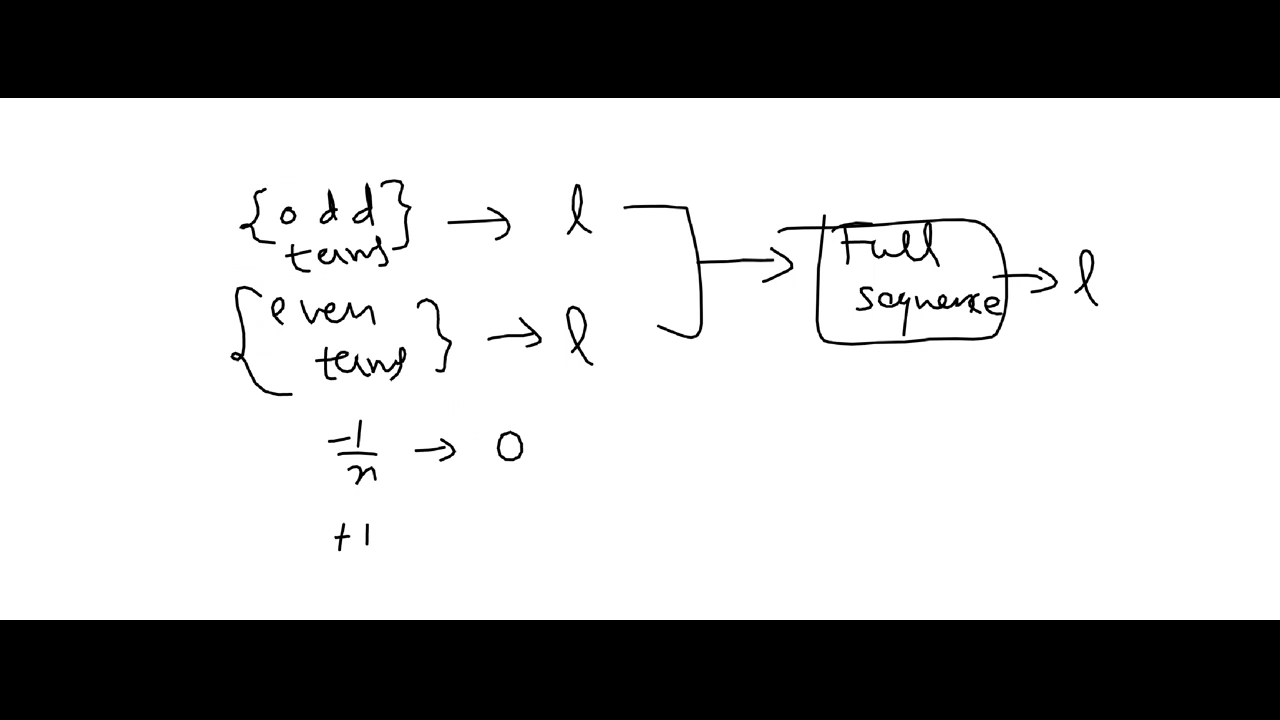 {odd terms} → l
{even terms} → l
Full sequence → l
-1/n → 0
+1